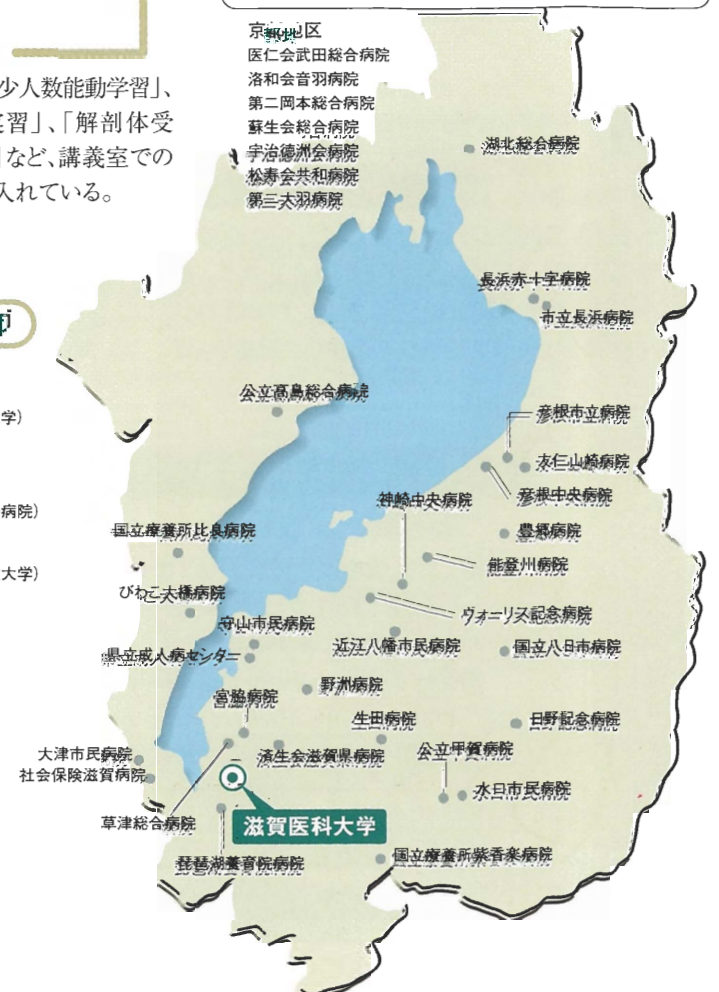 少人数能動学習」、
習」、「解剖体受
など、講義室での
入れている。
学)
病院)
大学)
京都地区
医仁会武田総合病院
洛和会音羽病院
第二岡本総合病院
蘇生会総合病院
宇治徳洲会病院
松寿会共和病院
湖北総合病院
長浜赤十字病院
市立長浜病院
公立高島総合病院
彦根市立病院
友仁山崎病院
彦根中央病院
神崎中央病院
豊郷病院
国立療養所比良病院
能登川病院
びわこ大橋病院
ヴォーリス記念病院
守山市民病院
近江八幡市民病院
国立八日市病院
県立成人病センター
野洲病院
宮脇病院
生田病院
日野記念病院
大津市民病院
済生会滋賀県病院
公立甲賀病院
社会保険滋賀病院
水口市民病院
草津総合病院
滋賀医科大学
琵琶湖養育院病院
国立療養所紫香楽病院